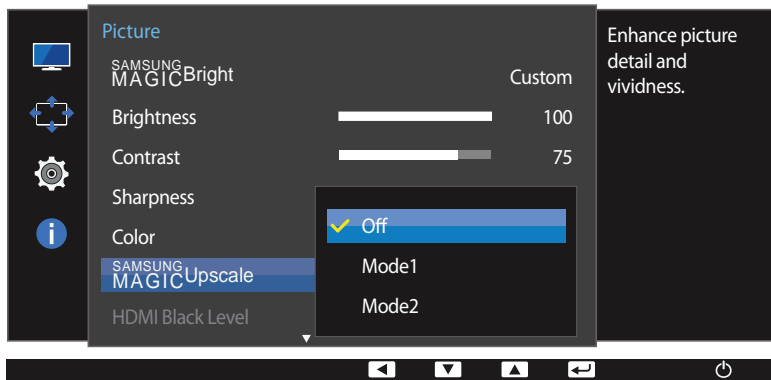 Picture
SAMSUNG
MAGICBright
Custom
Brightness
100
Contrast
75
Sharpness
Color
SAMSUNG
MAGICUpscale
HDMI Black Level
Off
Mode1
Mode2
Enhance picture
detail and
vividness.